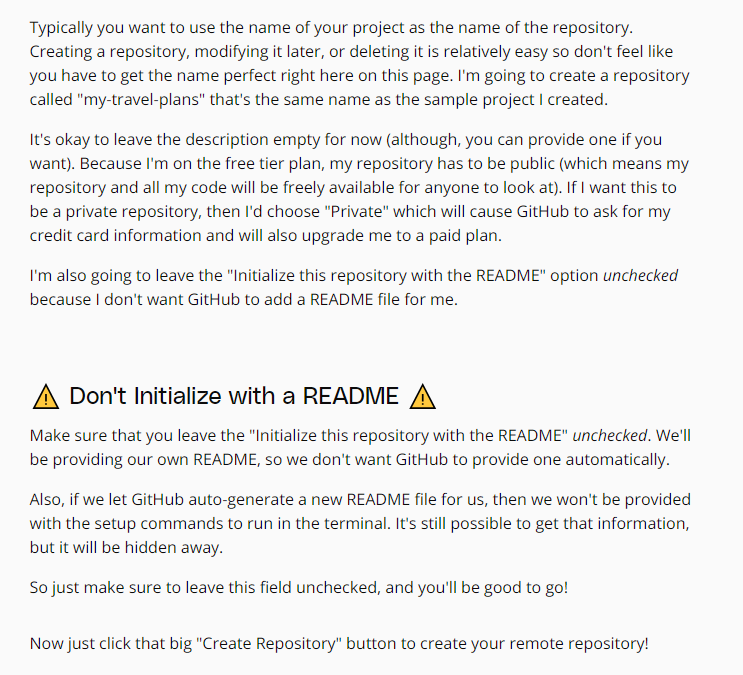 Typically you want to use the name of your project as the name of the repository.
Creating a repository, modifying it later, or deleting it is relatively easy so don't feel like
you have to get the name perfect right here on this page. I'm going to create a repository
called "my-travel-plans" that's the same name as the sample project I created.
It's okay to leave the description empty for now (although, you can provide one if you
want). Because I'm on the free tier plan, my repository has to be public (which means my
repository and all my code will be freely available for anyone to look at). If I want this to
be a private repository, then I'd choose "Private" which will cause GitHub to ask for my
credit card information and will also upgrade me to a paid plan.
I'm also going to leave the "Initialize this repository with the README" option unchecked
because I don't want GitHub to add a README file for me.
⚠ Don't Initialize with a README ⚠
Make sure that you leave the "Initialize this repository with the README" unchecked. We'll
be providing our own README, so we don't want GitHub to provide one automatically.
Also, if we let GitHub auto-generate a new README file for us, then we won't be provided
with the setup commands to run in the terminal. It's still possible to get that information,
but it will be hidden away.
So just make sure to leave this field unchecked, and you'll be good to go!
Now just click that big "Create Repository" button to create your remote repository!